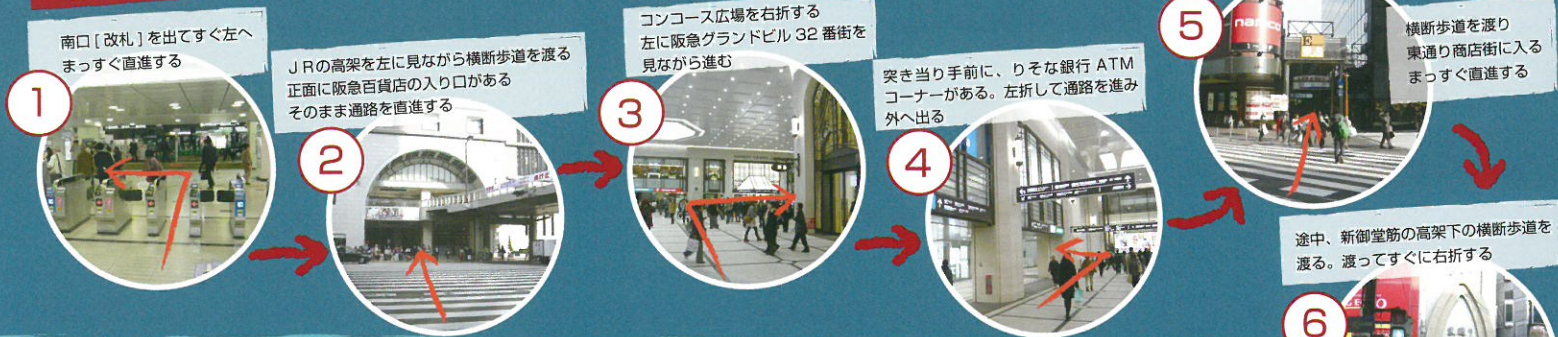 1
南口[改札]を出てすぐ左へ
まっすぐ直進する
2
JRの高架を左に見ながら横断歩道を渡る
正面に阪急百貨店の入り口がある
そのまま通路を直進する
3
コンコース広場を右折する
左に阪急グランドビル32番街を
見ながら進む
4
突き当り手前に、りそな銀行ATM
コーナーがある。左折して通路を進み
外へ出る
5
namco
E
横断歩道を渡り
東通り商店街に入る
まっすぐ直進する
6
途中、新御堂筋の高架下の横断歩道を
渡る。渡ってすぐに右折する